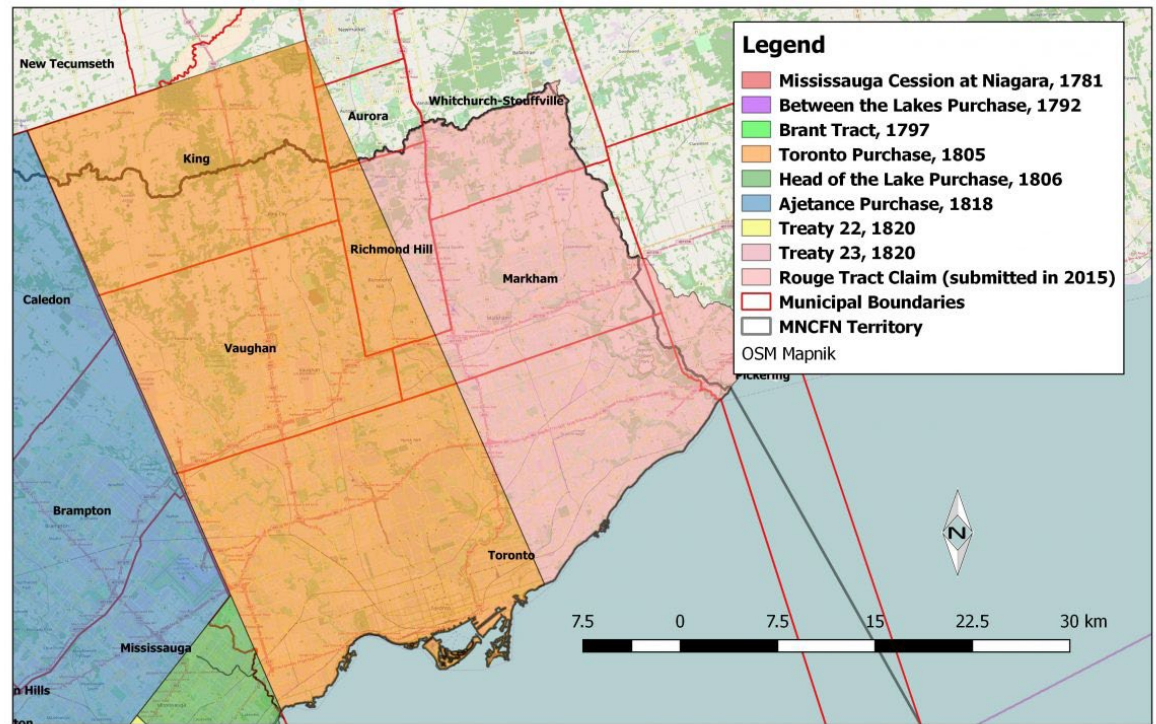 New Tecumseth
Aurora
Whitchurch-Stouffville
King
Richmond Hill
Markham
Caledon
Vaughan
Brampton
Toronto
Mississauga
n Hills
ton
Pickering
Legend
Mississauga Cession at Niagara, 1781
Between the Lakes Purchase, 1792
Brant Tract, 1797
Toronto Purchase, 1805
Head of the Lake Purchase, 1806
Ajetance Purchase, 1818
Treaty 22, 1820
Treaty 23, 1820
Rouge Tract Claim (submitted in 2015)
Municipal Boundaries
MNCFN Territory
OSM Mapnik
N
7.5 0 7.5 15 22.5 30 km